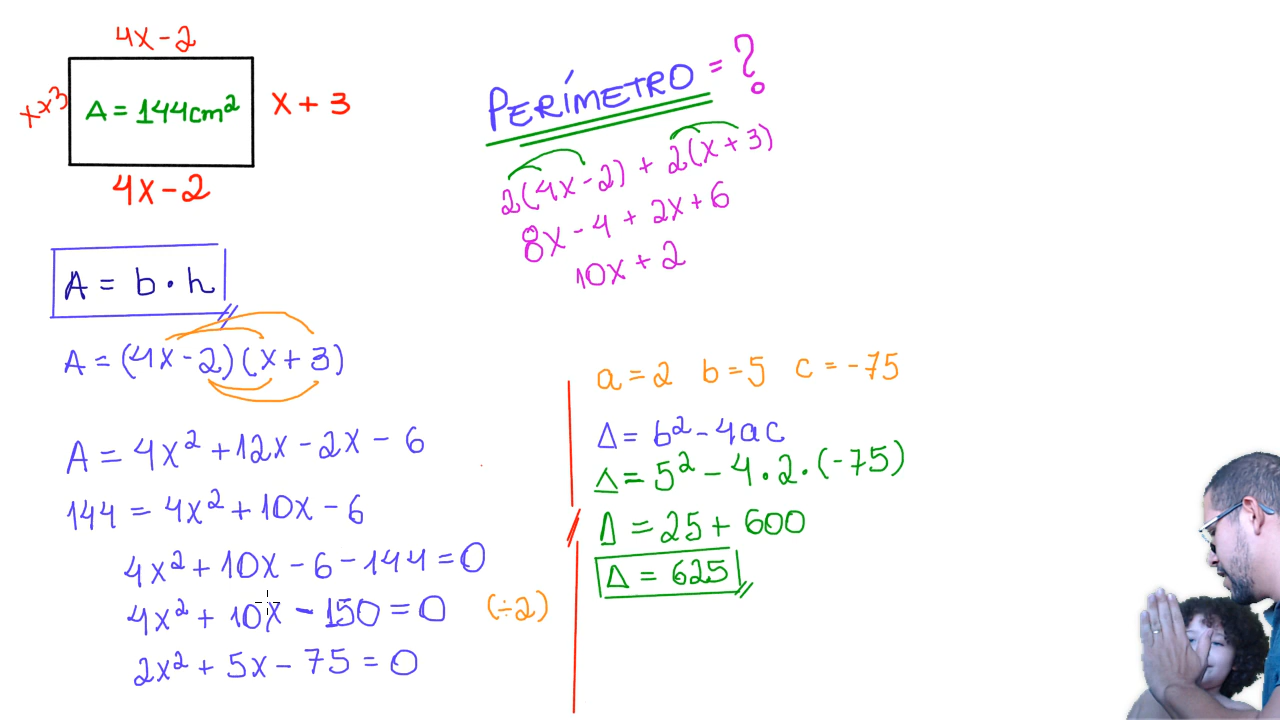 4x - 2
x+3
A = 144cm²
x + 3
4x - 2
PERÍMETRO = ?
2(4x - 2) + 2(x + 3)
8x - 4 + 2x + 6
10x + 2
A = b · h
A = (4x - 2)(x + 3)
A = 4x² + 12x - 2x - 6
144 = 4x² + 10x - 6
4x² + 10x - 6 - 144 = 0
4x² + 10x - 150 = 0 (÷2)
2x² + 5x - 75 = 0
a = 2 b = 5 c = -75
Δ = b² - 4ac
Δ = 5² - 4 · 2 · (-75)
Δ = 25 + 600
Δ = 625